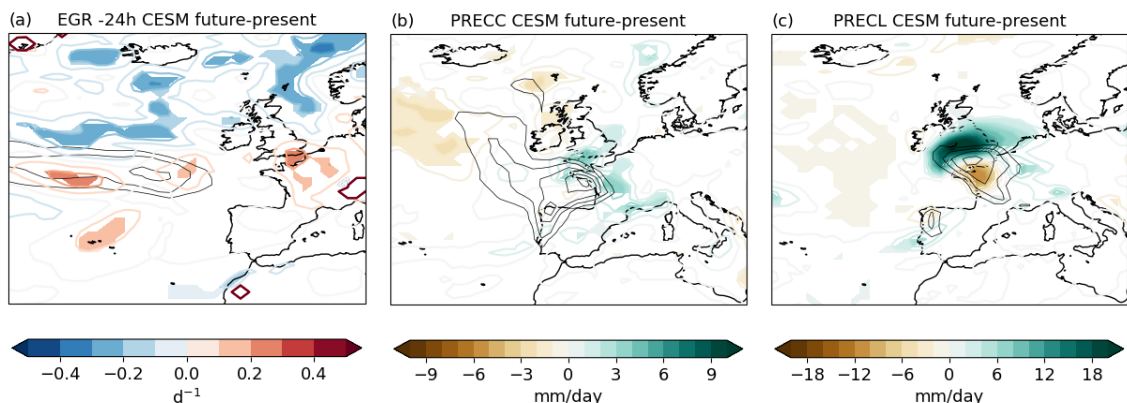 (a) EGR -24h CESM future-present
(b) PRECC CESM future-present
(c) PRECL CESM future-present
−0.4 −0.2 0.0 0.2 0.4
d⁻¹
−9 −6 −3 0 3 6 9
mm/day
−18 −12 −6 0 6 12 18
mm/day